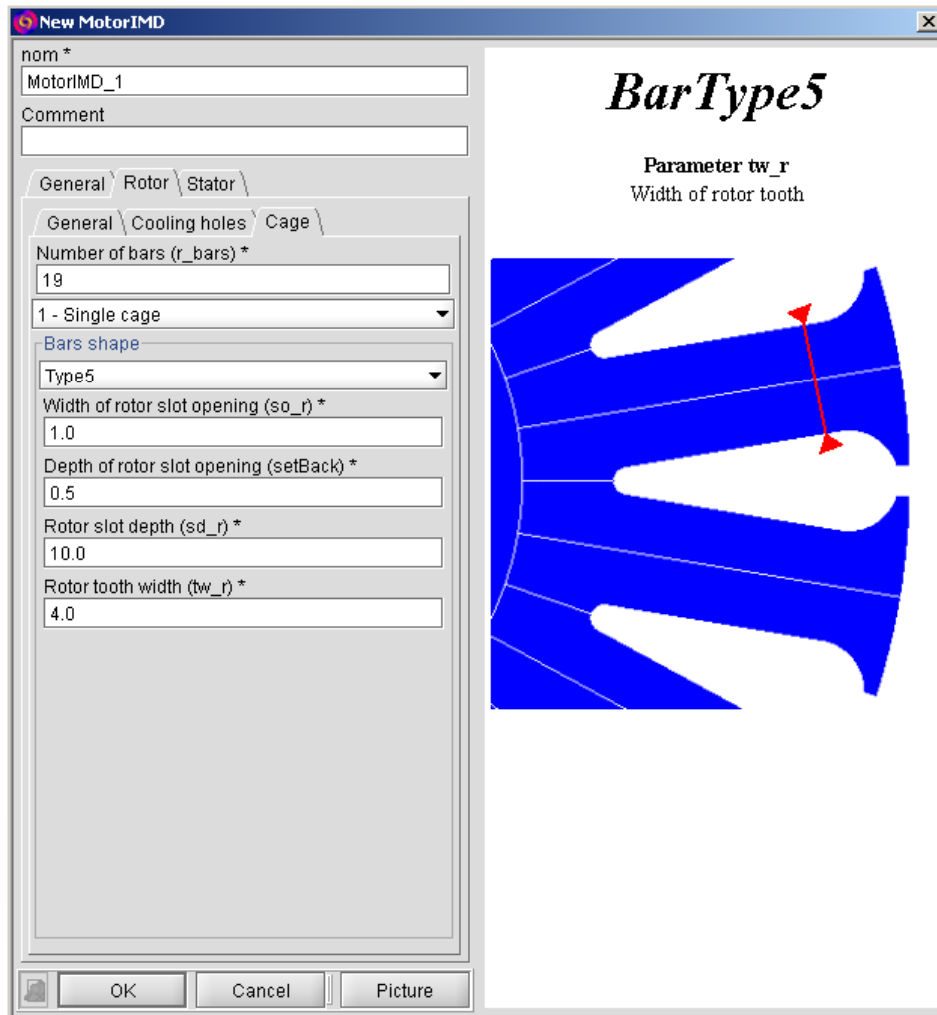 New MotorIMD
nom *
MotorIMD_1
Comment
General Rotor Stator
General Cooling holes Cage
Number of bars (r_bars) *
19
1 - Single cage
Bars shape
Type5
Width of rotor slot opening (so_r) *
1.0
Depth of rotor slot opening (setBack) *
0.5
Rotor slot depth (sd_r) *
10.0
Rotor tooth width (tw_r) *
4.0
OK Cancel Picture
BarType5
Parameter tw_r
Width of rotor tooth